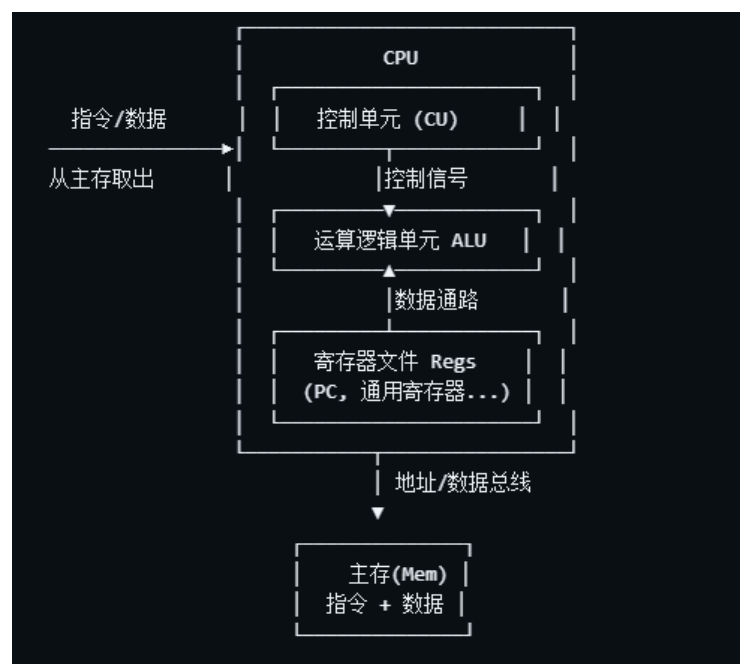 CPU
指令/数据
控制单元 (CU)
从主存取出
控制信号
运算逻辑单元 ALU
数据通路
寄存器文件 Regs
(PC, 通用寄存器...)
地址/数据总线
主存(Mem)
指令 + 数据